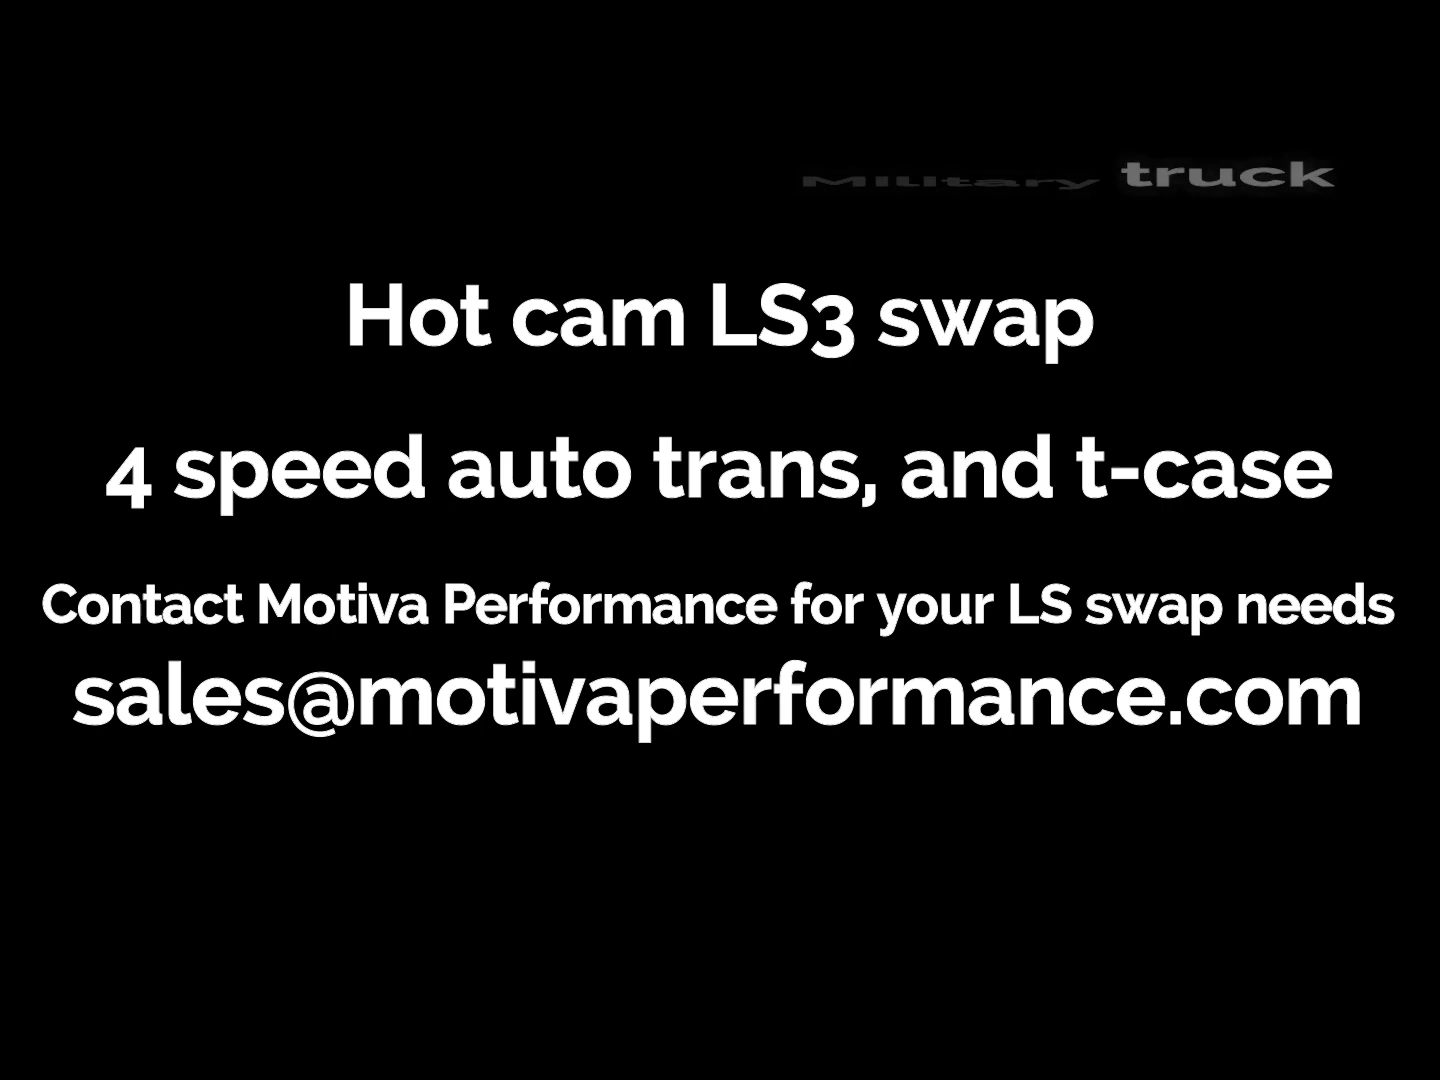 Military truck
Hot cam LS3 swap
4 speed auto trans, and t-case
Contact Motiva Performance for your LS swap needs
sales@motivaperformance.com